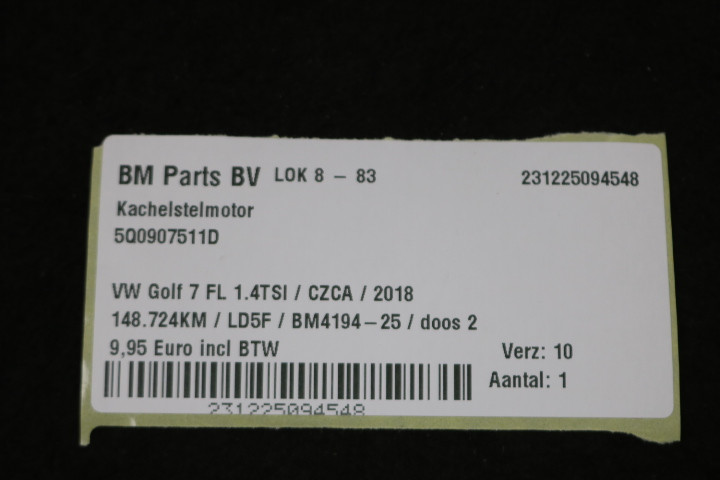 BM Parts BV LOK 8 – 83 231225094548
Kachelstelmotor
5Q0907511D
VW Golf 7 FL 1.4TSI / CZCA / 2018
148.724KM / LD5F / BM4194–25 / doos 2
9,95 Euro incl BTW Verz: 10
Aantal: 1
231225094548